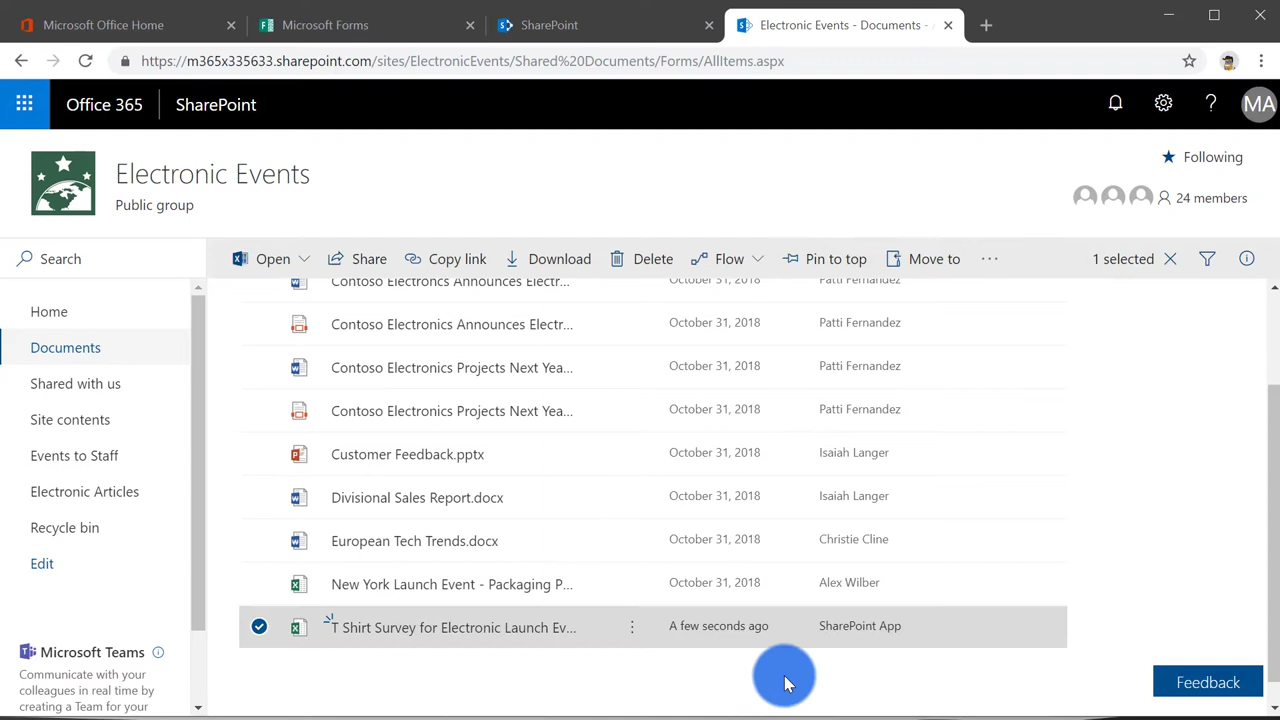 Microsoft Office Home
Microsoft Forms
SharePoint
Electronic Events - Documents -
https://m365x335633.sharepoint.com/sites/ElectronicEvents/Shared%20Documents/Forms/AllItems.aspx
Office 365
SharePoint
?
MA
Electronic Events
Public group
Following
24 members
Search
Open
Share
Copy link
Download
Delete
Flow
Pin to top
Move to
...
1 selected
Home
Documents
Shared with us
Site contents
Events to Staff
Electronic Articles
Recycle bin
Edit
Microsoft Teams
Communicate with your
colleagues in real time by
creating a Team for your
Contoso Electronics Announces Electr... October 31, 2018 Patti Fernandez
Contoso Electronics Announces Electr... October 31, 2018 Patti Fernandez
Contoso Electronics Projects Next Yea... October 31, 2018 Patti Fernandez
Contoso Electronics Projects Next Yea... October 31, 2018 Patti Fernandez
Customer Feedback.pptx October 31, 2018 Isaiah Langer
Divisional Sales Report.docx October 31, 2018 Isaiah Langer
European Tech Trends.docx October 31, 2018 Christie Cline
New York Launch Event - Packaging P... October 31, 2018 Alex Wilber
T Shirt Survey for Electronic Launch Ev... A few seconds ago SharePoint App
Feedback